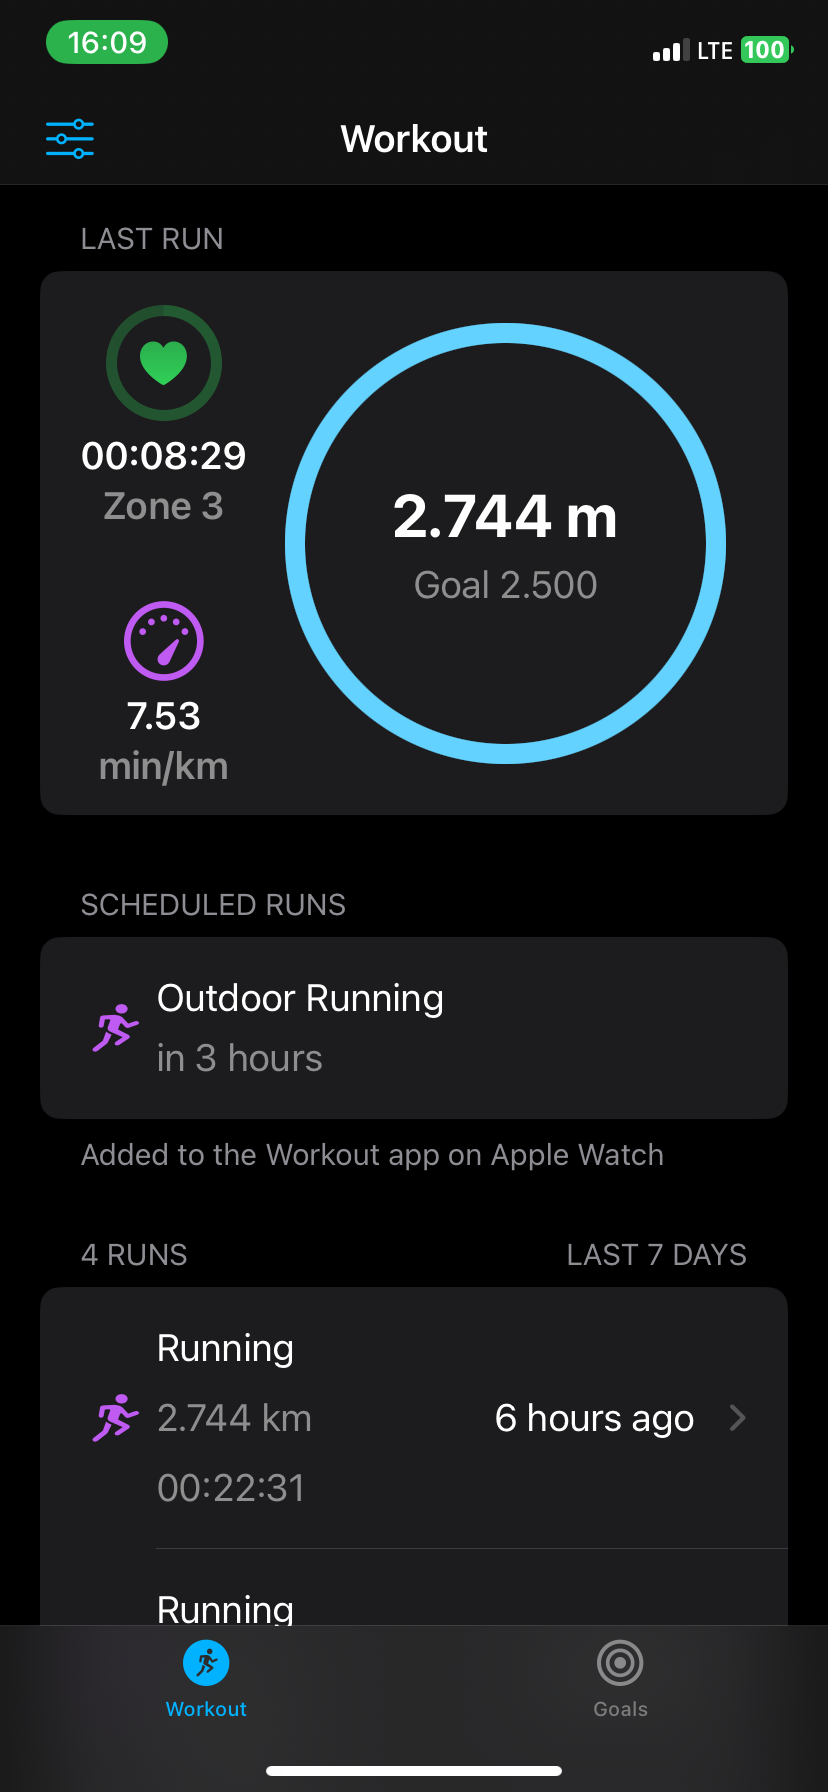 16:09
LTE 100
Workout
LAST RUN
00:08:29
Zone 3
2.744 m
Goal 2.500
7.53
min/km
SCHEDULED RUNS
Outdoor Running
in 3 hours
Added to the Workout app on Apple Watch
4 RUNS LAST 7 DAYS
Running
2.744 km
6 hours ago
00:22:31
Running
Workout
Goals